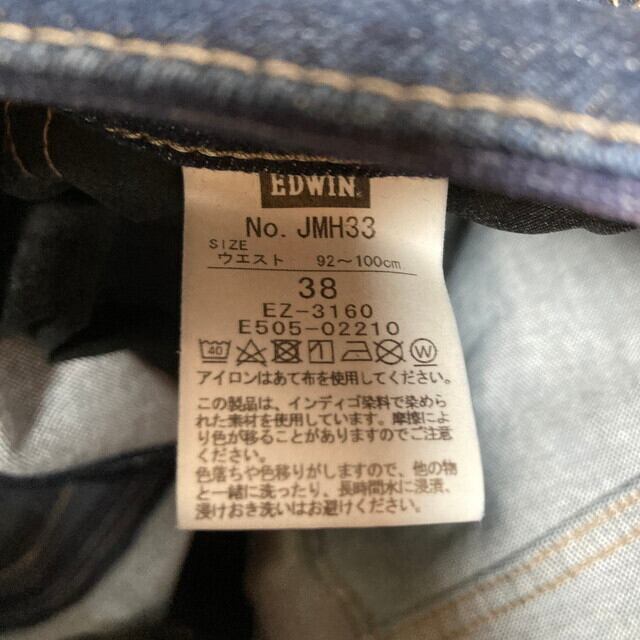 EDWIN
No. JMH33
SIZE
ウエスト 92～100cm
38
EZ-3160
E505-02210
40 W
アイロンはあて布を使用してください。
この製品は、インディゴ染料で染めら
れた素材を使用しています。摩擦によ
り色が移ることがありますのでご注意
ください。
色落ちや色移りがしますので、他の物
と一緒に洗ったり、長時間水に浸漬、
浸けおき洗いはお避けください。